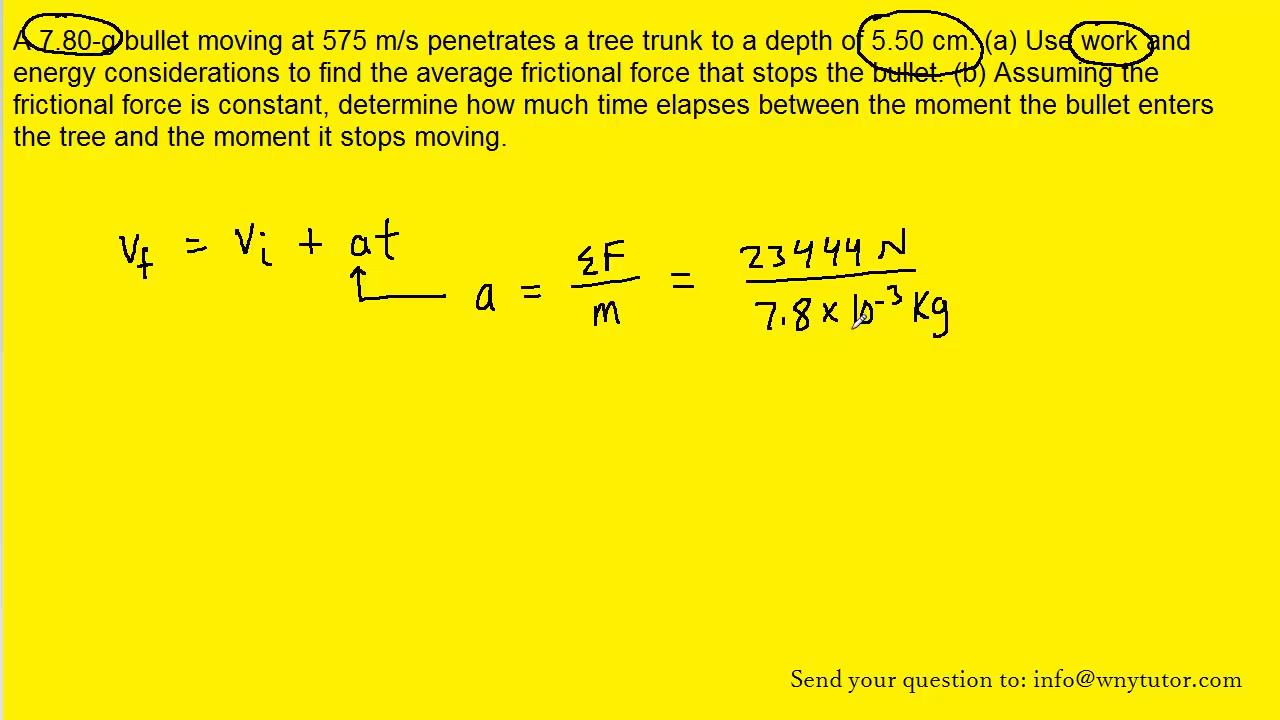 A 7.80-g bullet moving at 575 m/s penetrates a tree trunk to a depth of 5.50 cm. (a) Use work and
energy considerations to find the average frictional force that stops the bullet. (b) Assuming the
frictional force is constant, determine how much time elapses between the moment the bullet enters
the tree and the moment it stops moving.
v_f = v_i + at
a = ΣF/m = 23444 N / 7.8 × 10⁻³ Kg
Send your question to: info@wnytutor.com